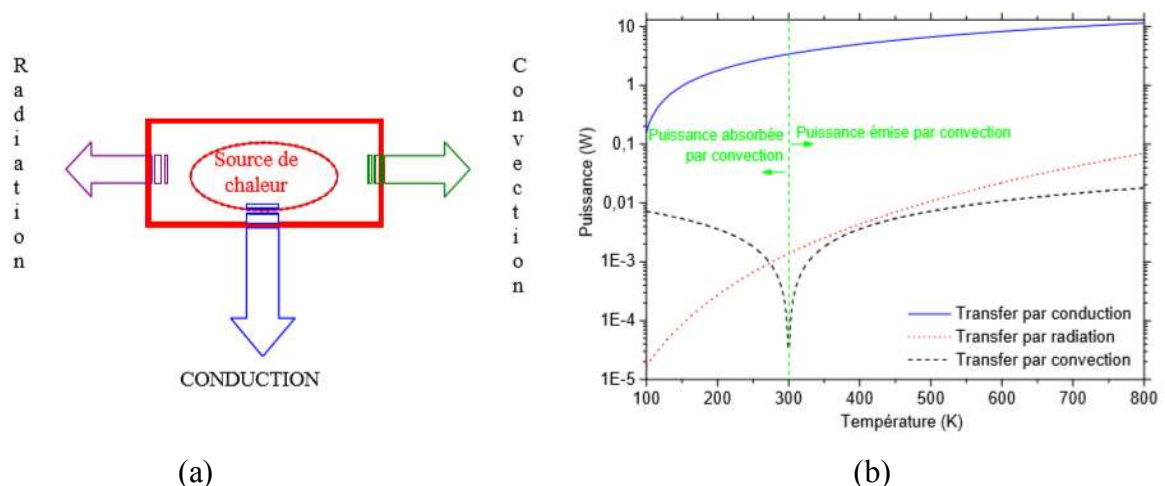 Radiation
Source de
chaleur
Convection
CONDUCTION
(a)
Puissance (W)
10
1
0,1
0,01
1E-3
1E-4
1E-5
Puissance absorbée
par convection
Puissance émise par convection
Transfer par conduction
Transfer par radiation
Transfer par convection
100 200 300 400 500 600 700 800
Température (K)
(b)